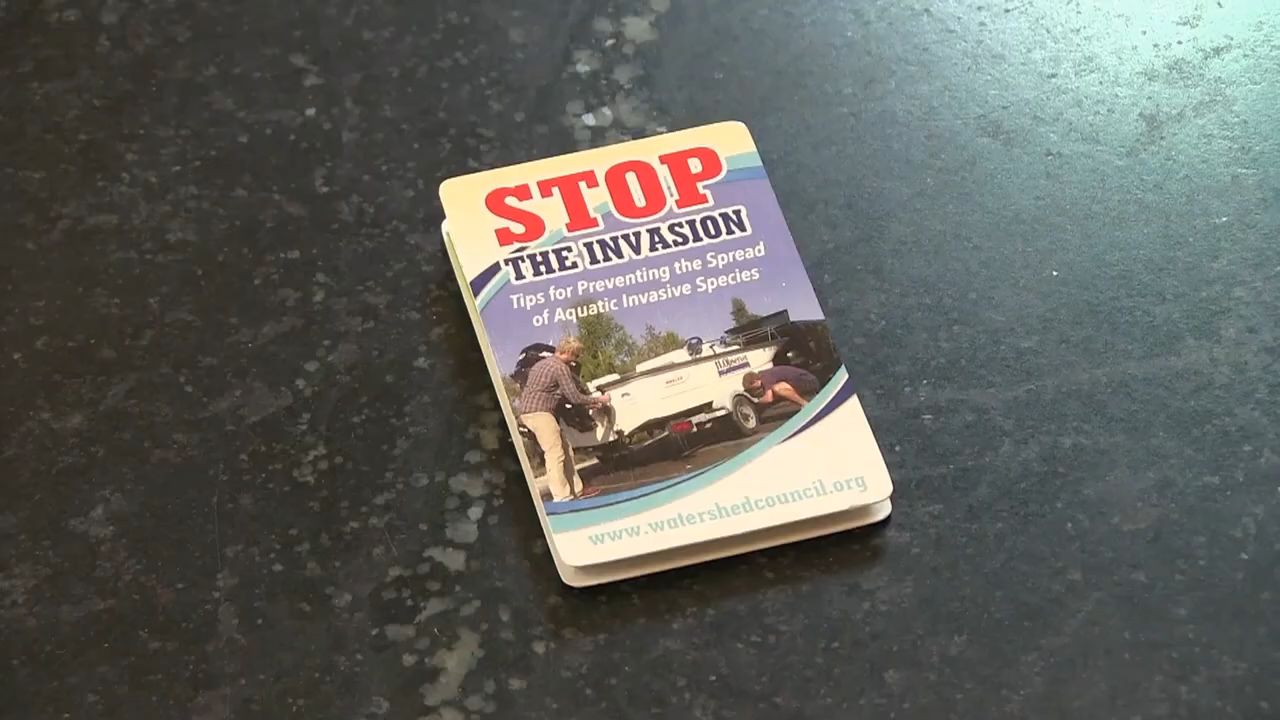 STOP
THE INVASION
Tips for Preventing the Spread
of Aquatic Invasive Species
www.watershedcouncil.org